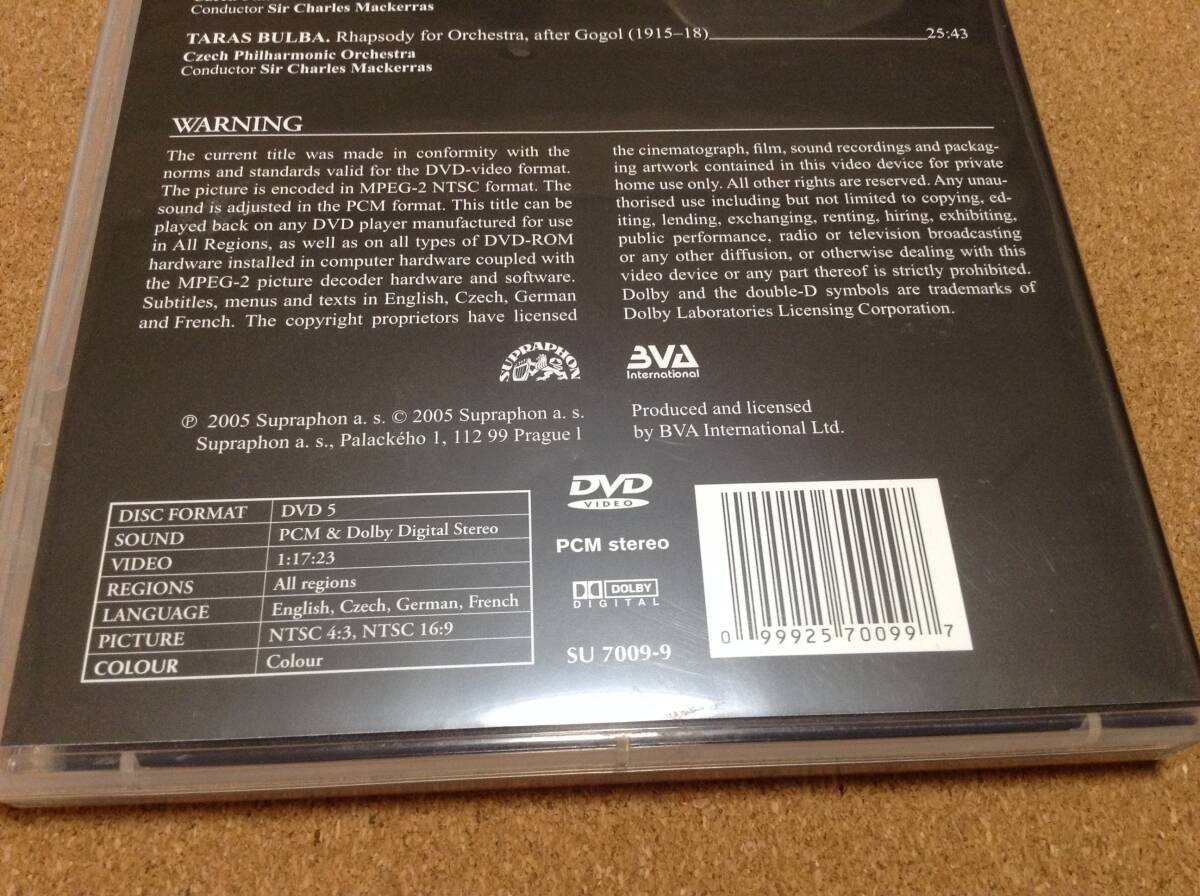 Conductor Sir Charles Mackerras
TARAS BULBA. Rhapsody for Orchestra, after Gogol (1915–18) 25:43
Czech Philharmonic Orchestra
Conductor Sir Charles Mackerras
WARNING
The current title was made in conformity with the
norms and standards valid for the DVD-video format.
The picture is encoded in MPEG-2 NTSC format. The
sound is adjusted in the PCM format. This title can be
played back on any DVD player manufactured for use
in All Regions, as well as on all types of DVD-ROM
hardware installed in computer hardware coupled with
the MPEG-2 picture decoder hardware and software.
Subtitles, menus and texts in English, Czech, German
and French. The copyright proprietors have licensed
the cinematograph, film, sound recordings and packag-
ing artwork contained in this video device for private
home use only. All other rights are reserved. Any unau-
thorised use including but not limited to copying, ed-
iting, lending, exchanging, renting, hiring, exhibiting,
public performance, radio or television broadcasting
or any other diffusion, or otherwise dealing with this
video device or any part thereof is strictly prohibited.
Dolby and the double-D symbols are trademarks of
Dolby Laboratories Licensing Corporation.
SUPRAPHON
BVA
International
℗ 2005 Supraphon a. s. © 2005 Supraphon a. s.
Supraphon a. s., Palackého 1, 112 99 Prague 1
Produced and licensed
by BVA International Ltd.
DISC FORMAT DVD 5
SOUND PCM & Dolby Digital Stereo
VIDEO 1:17:23
REGIONS All regions
LANGUAGE English, Czech, German, French
PICTURE NTSC 4:3, NTSC 16:9
COLOUR Colour
DVD
VIDEO
PCM stereo
DOLBY
DIGITAL
SU 7009-9
0 99925 70099 7